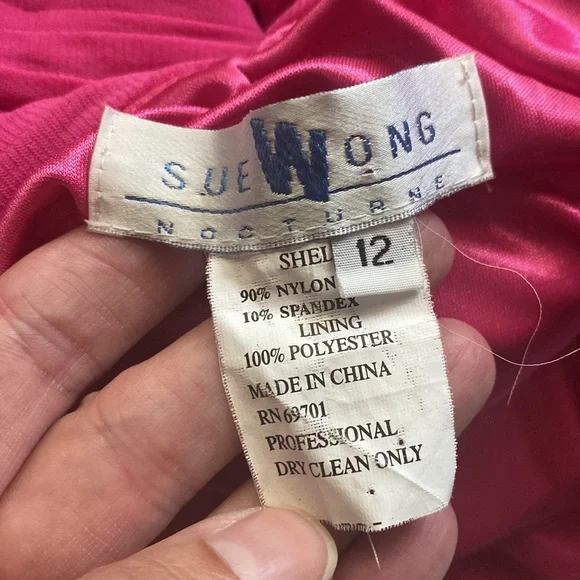 SUE WONG
NOCTURNE
12
SHEL
90% NYLON
10% SPANDEX
LINING
100% POLYESTER
MADE IN CHINA
RN 69701
PROFESSIONAL
DRY CLEAN ONLY